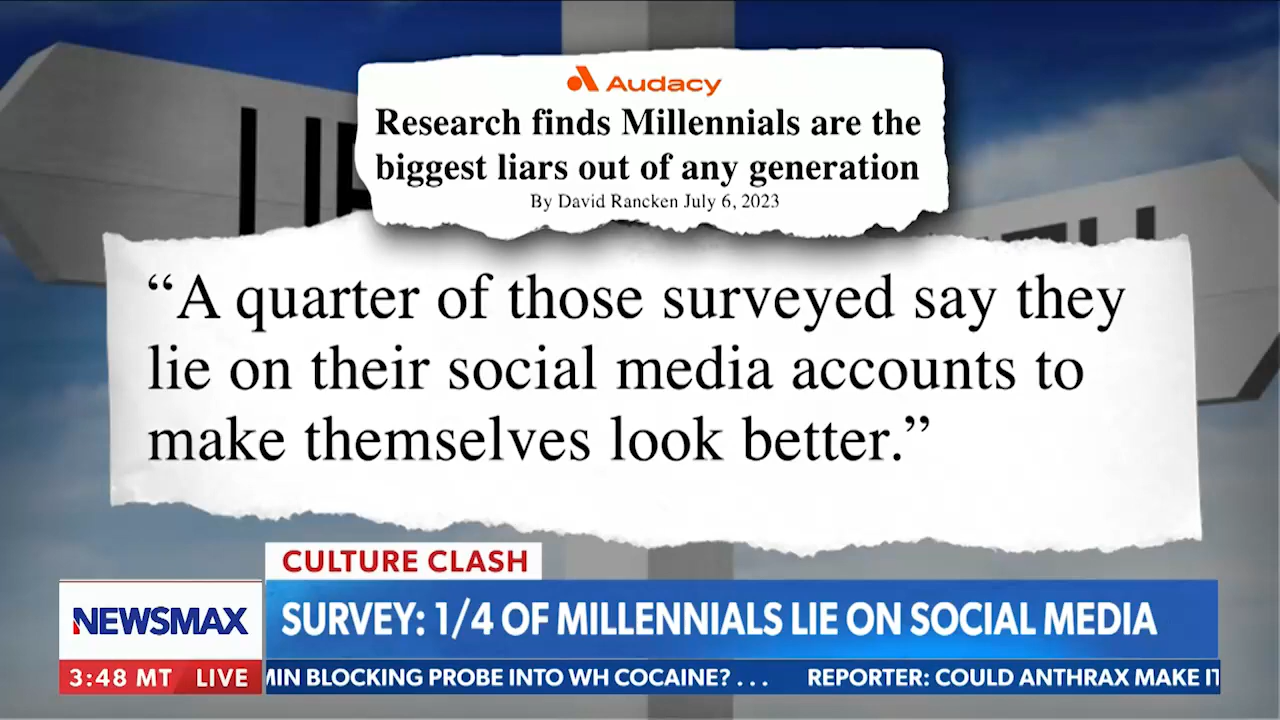 Audacy
Research finds Millennials are the
biggest liars out of any generation
By David Rancken July 6, 2023
“A quarter of those surveyed say they
lie on their social media accounts to
make themselves look better.”
CULTURE CLASH
NEWSMAX
SURVEY: 1/4 OF MILLENNIALS LIE ON SOCIAL MEDIA
3:48 MT LIVE
MIN BLOCKING PROBE INTO WH COCAINE? . . . REPORTER: COULD ANTHRAX MAKE IT